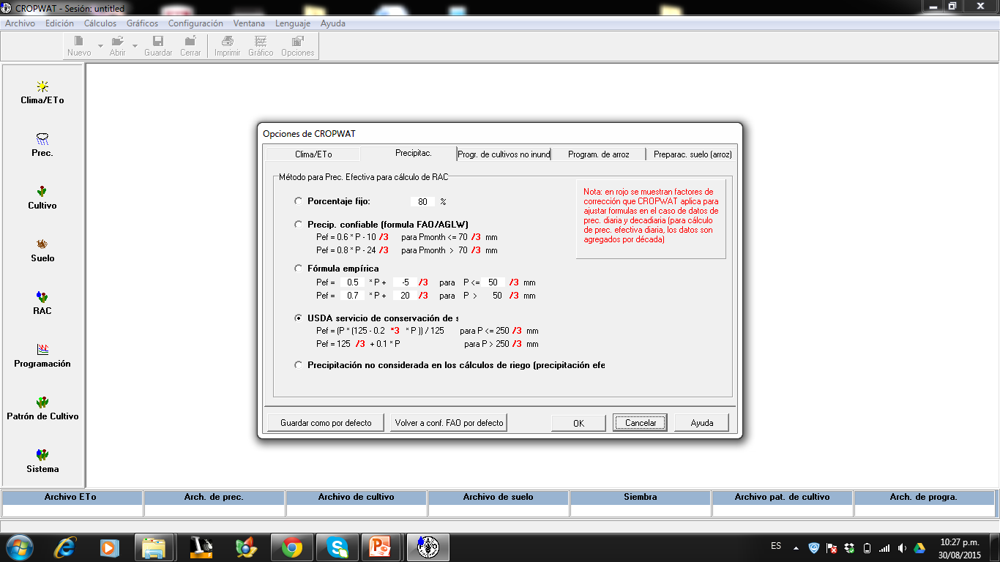 CROPWAT - Sesión: untitled
Archivo Edición Cálculos Gráficos Configuración Ventana Lenguaje Ayuda
Nuevo Abrir Guardar Cerrar Imprimir Gráfico Opciones
Clima/ETo
Prec.
Cultivo
Suelo
RAC
Programación
Patrón de Cultivo
Sistema
Opciones de CROPWAT
Clima/ETo Precipitac. Progr. de cultivos no inund Program. de arroz Preparac. suelo (arroz)
Método para Prec. Efectiva para cálculo de RAC
Porcentaje fijo: 80 %
Precip. confiable (formula FAO/AGLW)
Pef = 0.6 * P - 10 /3 para Pmonth <= 70 /3 mm
Pef = 0.8 * P - 24 /3 para Pmonth > 70 /3 mm
Fórmula empírica
Pef = 0.5 * P + -5 /3 para P <= 50 /3 mm
Pef = 0.7 * P + 20 /3 para P > 50 /3 mm
USDA servicio de conservación de s
Pef = (P * (125 - 0.2 *3 * P )) / 125 para P <= 250 /3 mm
Pef = 125 /3 + 0.1 * P para P > 250 /3 mm
Precipitación no considerada en los cálculos de riego (precipitación efe
Nota: en rojo se muestran factores de
corrección que CROPWAT aplica para
ajustar formulas en el caso de datos de
prec. diaria y decadiaria (para cálculo
de prec. efectiva diaria, los datos son
agregados por década)
Guardar como por defecto Volver a conf. FAO por defecto OK Cancelar Ayuda
Archivo ETo Arch. de prec. Archivo de cultivo Archivo de suelo Siembra Archivo pat. de cultivo Arch. de progra.
ES 10:27 p.m.
30/08/2015